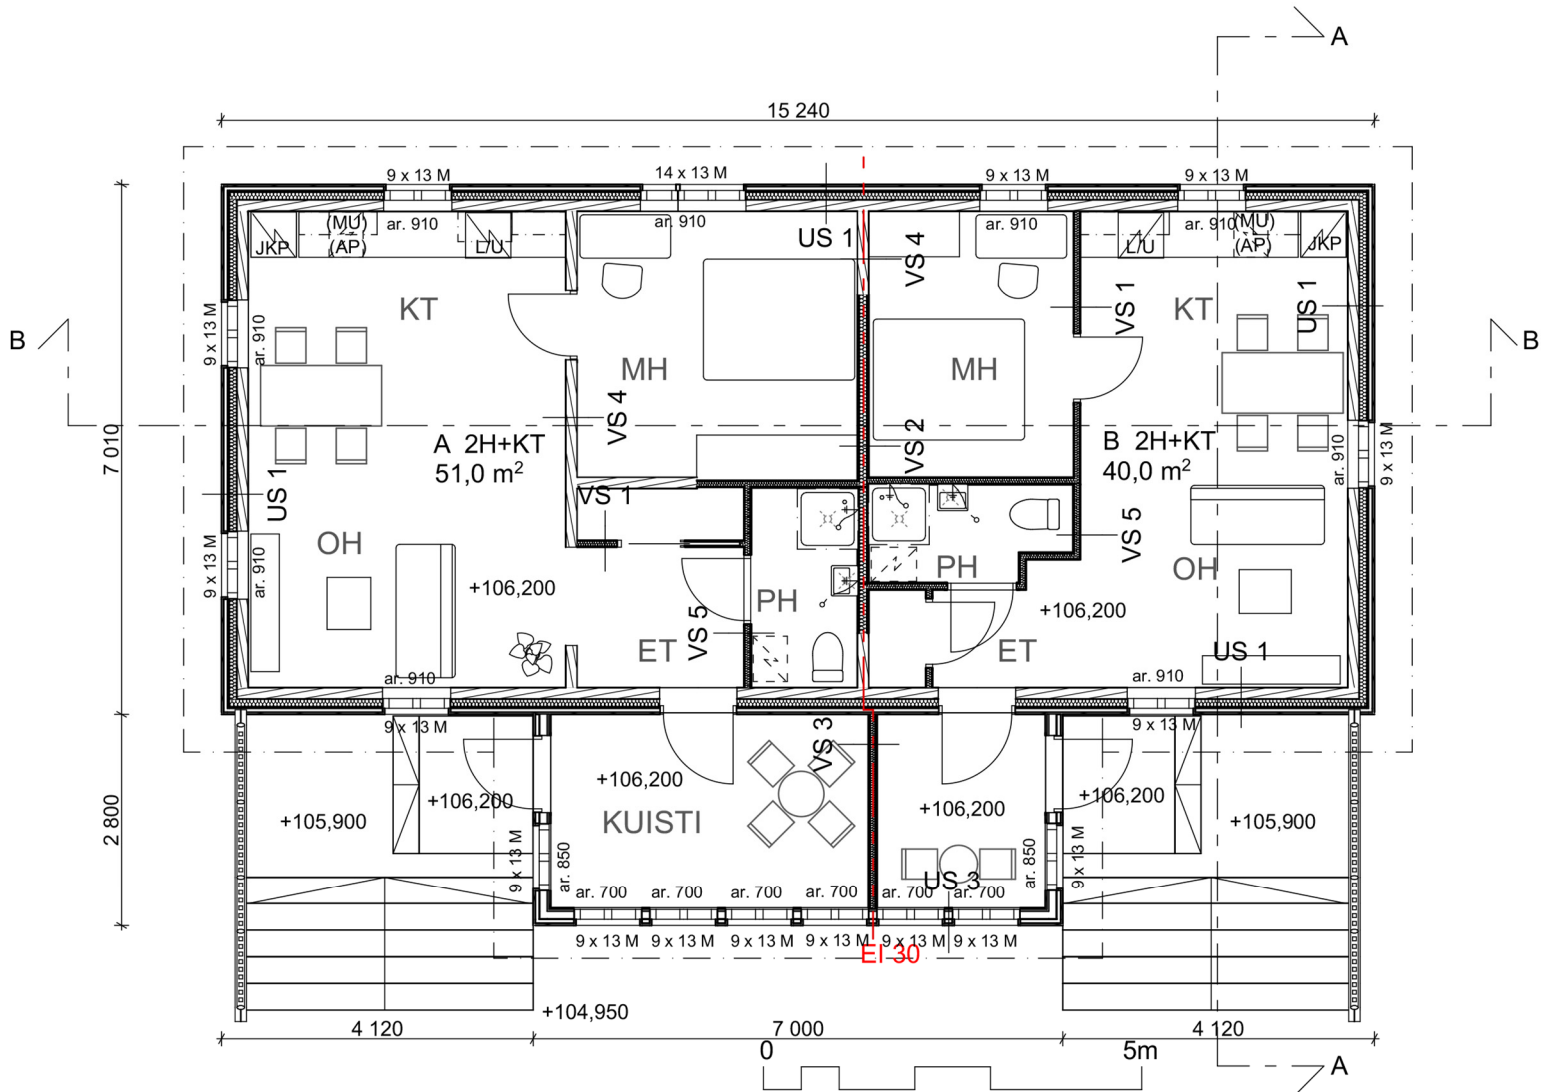 A
15 240
9 x 13 M
14 x 13 M
9 x 13 M
9 x 13 M
ar. 910
ar. 910
ar. 910
ar. 910
JKP
(MU)
(AP)
L/U
US 1
VS 4
L/U
(MU)
(AP)
JKP
KT
VS 1
KT
US 1
9 x 13 M
ar. 910
B
B
MH
MH
VS 4
VS 2
A 2H+KT
51,0 m²
B 2H+KT
40,0 m²
ar. 910
9 x 13 M
7 010
US 1
VS 1
VS 5
OH
PH
OH
9 x 13 M
ar. 910
+106,200
PH
+106,200
VS 5
ET
ET
US 1
ar. 910
ar. 910
9 x 13 M
9 x 13 M
VS 3
+106,200
+106,200
+106,200
+106,200
2 800
+105,900
KUISTI
+105,900
9 x 13 M
ar. 850
ar. 850
9 x 13 M
US 3
ar. 700
ar. 700
ar. 700
ar. 700
ar. 700
ar. 700
9 x 13 M
9 x 13 M
9 x 13 M
9 x 13 M
9 x 13 M
9 x 13 M
EI 30
+104,950
4 120
7 000
4 120
0
5m
A